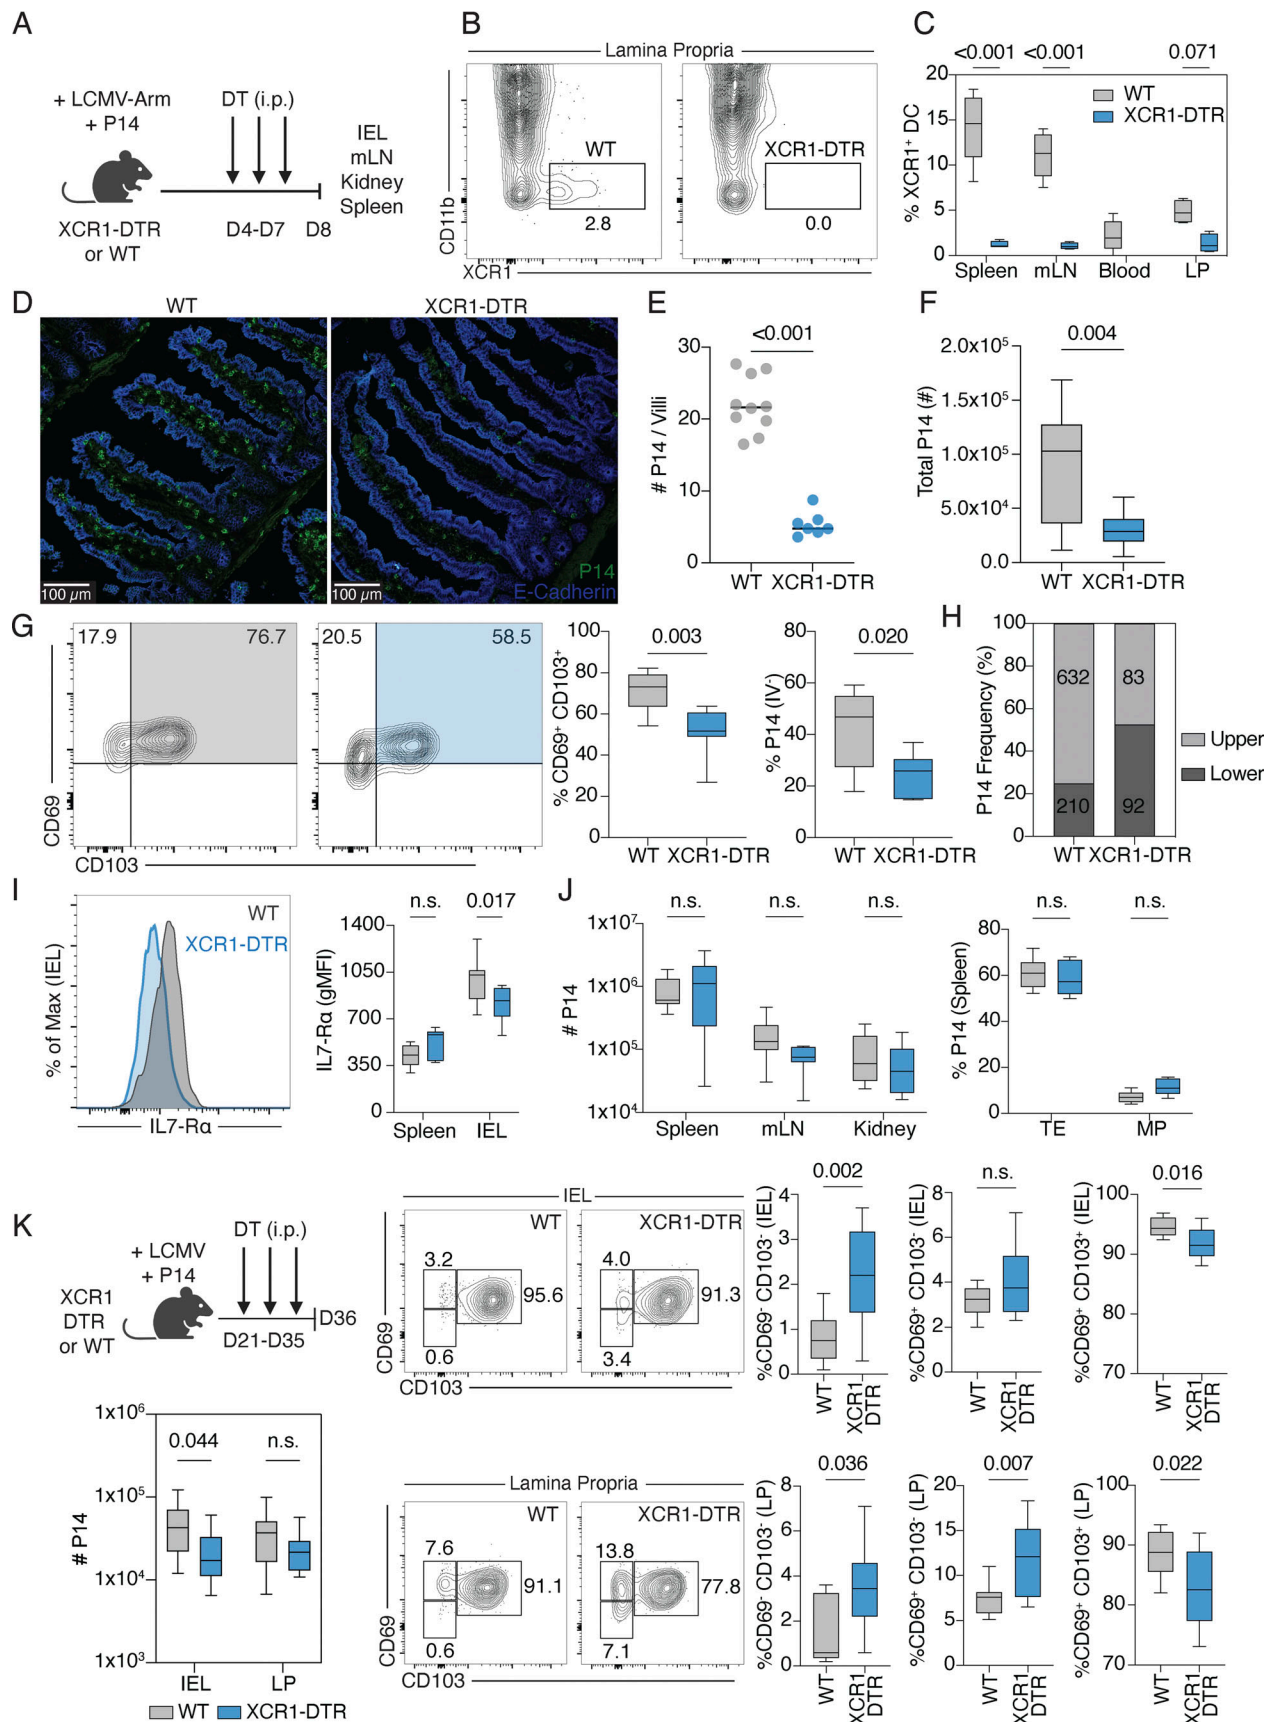 A
+ LCMV-Arm
+ P14
DT (i.p.)
XCR1-DTR
or WT
D4-D7
D8
IEL
mLN
Kidney
Spleen
B
Lamina Propria
WT
2.8
XCR1-DTR
0.0
CD11b
XCR1
C
<0.001
<0.001
0.071
WT
XCR1-DTR
% XCR1+ DC
20
15
10
5
0
Spleen
mLN
Blood
LP
D
WT
XCR1-DTR
100 µm
100 µm
P14
E-Cadherin
E
<0.001
# P14 / Villi
30
20
10
0
WT
XCR1-DTR
F
0.004
Total P14 (#)
2.0x10⁵
1.5x10⁵
1.0x10⁵
5.0x10⁴
0.0
WT
XCR1-DTR
G
17.9
76.7
20.5
58.5
CD69
CD103
0.003
% CD69+ CD103+
100
80
60
40
20
0
WT
XCR1-DTR
0.020
% P14 (IV-)
80
60
40
20
0
WT
XCR1-DTR
H
P14 Frequency (%)
100
80
60
40
20
0
632
83
210
92
WT
XCR1-DTR
Upper
Lower
I
WT
XCR1-DTR
% of Max (IEL)
IL7-Rα
n.s.
0.017
IL7-Rα (gMFI)
1400
1050
700
350
0
Spleen
IEL
J
n.s.
n.s.
n.s.
# P14
1x10⁷
1x10⁶
1x10⁵
1x10⁴
Spleen
mLN
Kidney
n.s.
n.s.
% P14 (Spleen)
80
60
40
20
0
TE
MP
K
+ LCMV
+ P14
DT (i.p.)
XCR1
DTR
or WT
D21-D35
D36
IEL
WT
3.2
95.6
0.6
XCR1-DTR
4.0
91.3
3.4
CD69
CD103
0.002
%CD69- CD103- (IEL)
4
3
2
1
0
WT
XCR1
DTR
n.s.
%CD69+ CD103- (IEL)
8
6
4
2
0
WT
XCR1
DTR
0.016
%CD69+ CD103+ (IEL)
100
90
80
70
WT
XCR1
DTR
0.044
n.s.
# P14
1x10⁶
1x10⁵
1x10⁴
1x10³
IEL
LP
WT
XCR1-DTR
Lamina Propria
WT
7.6
91.1
0.6
XCR1-DTR
13.8
77.8
7.1
CD69
CD103
0.036
%CD69- CD103- (LP)
8
6
4
2
0
WT
XCR1
DTR
0.007
%CD69+ CD103- (LP)
20
15
10
5
0
WT
XCR1
DTR
0.022
%CD69+ CD103+ (LP)
100
90
80
70
WT
XCR1
DTR